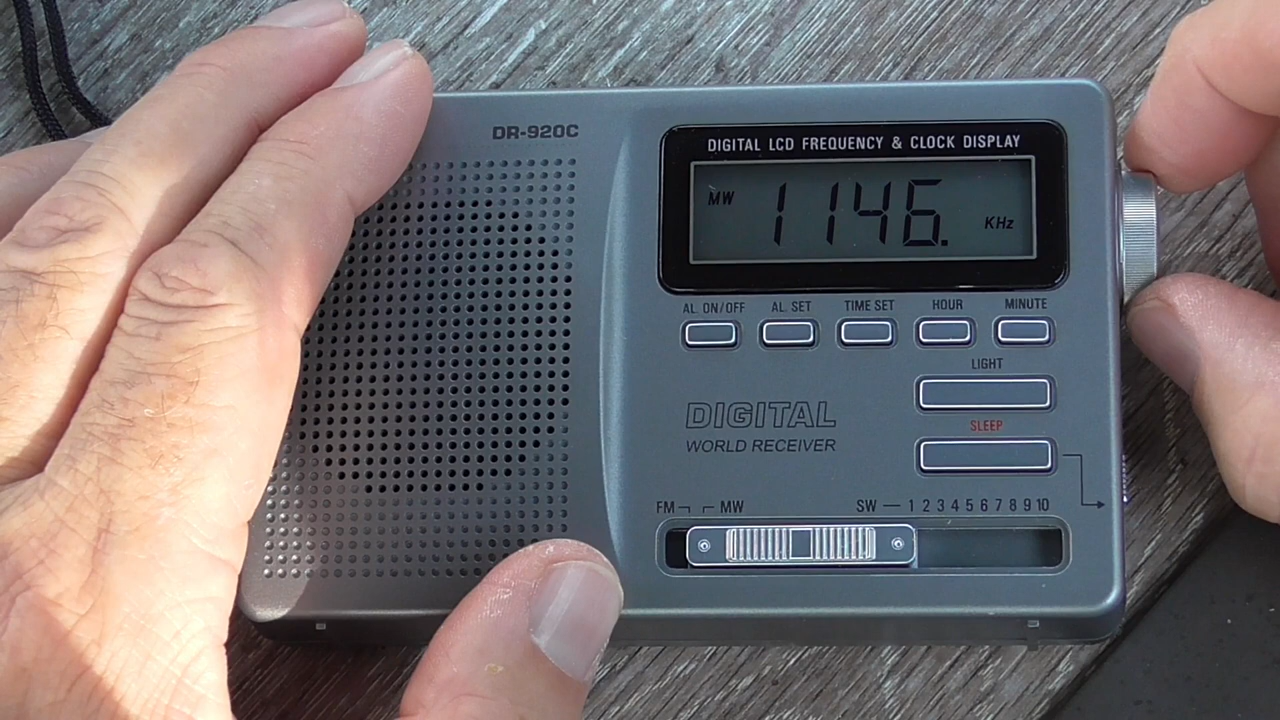 DR-920C
DIGITAL LCD FREQUENCY & CLOCK DISPLAY
MW 1146. KHz
AL. ON/OFF AL. SET TIME SET HOUR MINUTE
LIGHT
DIGITAL
SLEEP
WORLD RECEIVER
FM MW SW 1 2 3 4 5 6 7 8 9 10